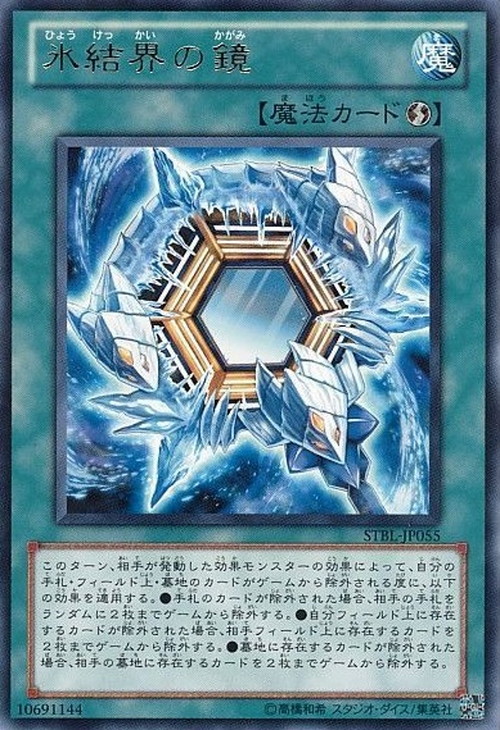 ひょう けっ かい かがみ
氷結界の鏡
魔
まほう
【魔法カード】
STBL-JP055
このターン、相手が発動した効果モンスターの効果によって、自分の
手札・フィールド上・墓地のカードがゲームから除外される度に、以下
の効果を適用する。●手札のカードが除外された場合、相手の手札を
ランダムに2枚までゲームから除外する。●自分フィールド上に存在
するカードが除外された場合、相手フィールド上に存在するカードを
2枚までゲームから除外する。●墓地に存在するカードが除外された
場合、相手の墓地に存在するカードを2枚までゲームから除外する。
10691144
©高橋和希 スタジオ・ダイス/集英社